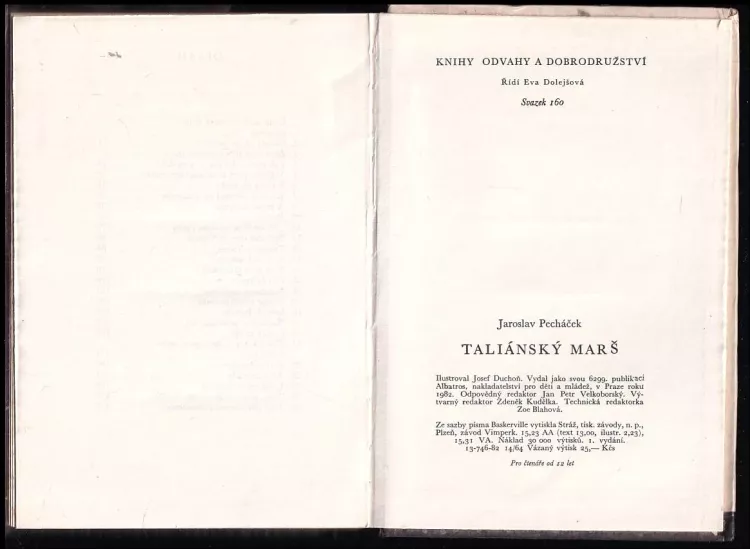 KNIHY ODVAHY A DOBRODRUŽSTVÍ
Řídí Eva Dolejšová
Svazek 160
Jaroslav Pecháček
TALIÁNSKÝ MARŠ
Ilustroval Josef Duchoň. Vydal jako svou 6299. publikaci
Albatros, nakladatelství pro děti a mládež, v Praze roku
1982. Odpovědný redaktor Jan Petr Velkoborský. Vý-
tvarný redaktor Zdeněk Kudělka. Technická redaktorka
Zoe Blahová.
Ze sazby písma Baskerville vytiskla Stráž, tisk. závody, n. p.,
Plzeň, závod Vimperk. 15,23 AA (text 13,00, ilustr. 2,23),
15,31 VA. Náklad 30 000 výtisků. 1. vydání.
13-746-82 14/64 Vázaný výtisk 25,— Kčs
Pro čtenáře od 12 let